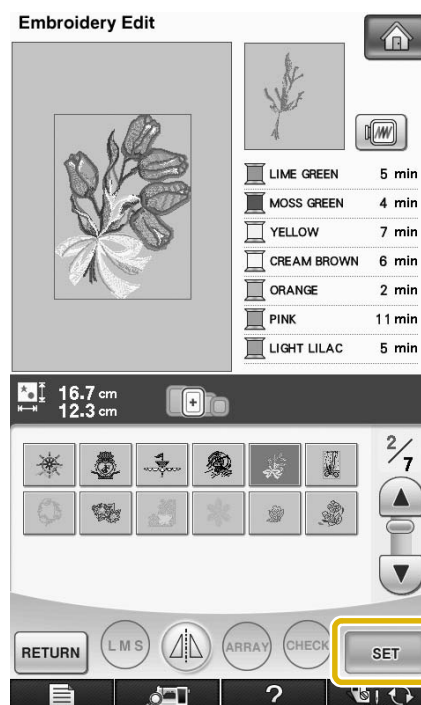 Embroidery Edit
LIME GREEN 5 min
MOSS GREEN 4 min
YELLOW 7 min
CREAM BROWN 6 min
ORANGE 2 min
PINK 11 min
LIGHT LILAC 5 min
16.7 cm
12.3 cm
2/7
RETURN
L M S
ARRAY
CHECK
SET
?